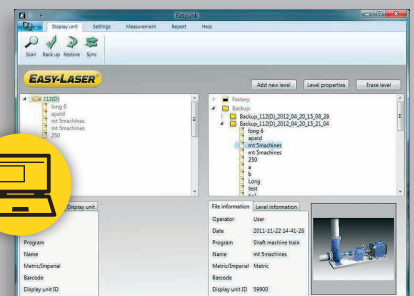 EasyLink
Display unit Settings Measurement Report Help
Scan Back up Restore Sync
EASY-LASER
Add new level Level properties Erase level
112(D)
long 6
apatd
mt 5machines
mt 5machines
250
Factory
Backup
Backup_112(D)_2012_04_20_15_08_28
Backup_112(D)_2012_04_20_15_21_04
long 6
apatd
mt 5machines
mt 5machines
250
a
b
Long
test
Display unit
Program
Name
Metric/Imperial
Barcode
Display unit ID
File information Level information
Operator User
Date 2011-11-22 14-41-26
Program Shaft machine train
Name mt 5machines
Metric/Imperial Metric
Barcode
Display unit ID 59900